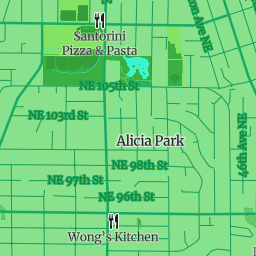 Santorini
Pizza & Pasta
NE 105th St
NE 103rd St
Alicia Park
NE 98th St
NE 97th St
NE 96th St
46th Ave NE
Wong's Kitchen